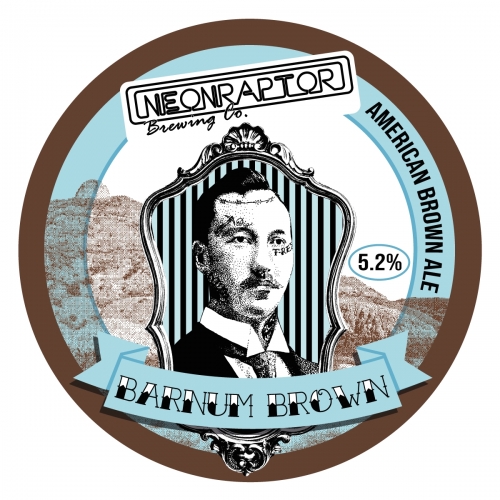 NEONRAPTOR
Brewing Co.
AMERICAN BROWN ALE
5.2%
BARNUM BROWN